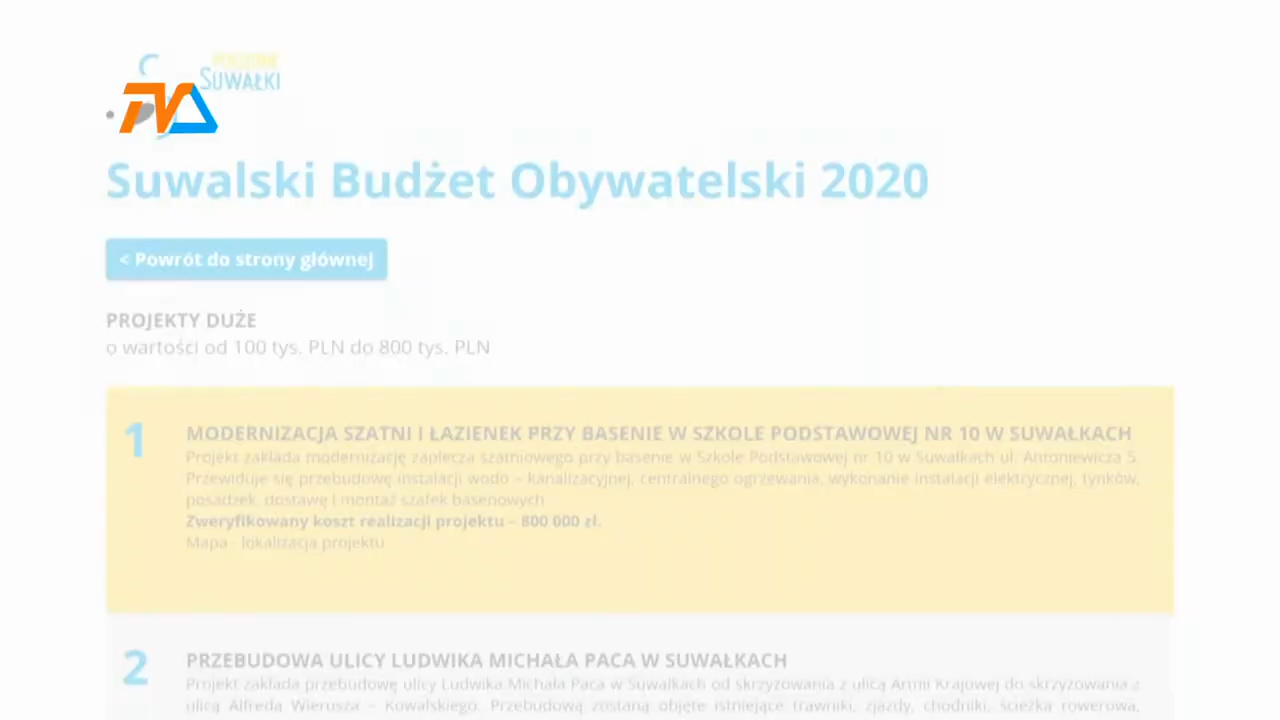 SUWAŁKI
TVA
Suwalski Budżet Obywatelski 2020
< Powrót do strony głównej
PROJEKTY DUŻE
o wartości od 100 tys. PLN do 800 tys. PLN
1
MODERNIZACJA SZATNI I ŁAZIENEK PRZY BASENIE W SZKOLE PODSTAWOWEJ NR 10 W SUWAŁKACH
Projekt zakłada modernizację zaplecza szatniowego przy basenie w Szkole Podstawowej nr 10 w Suwałkach ul. Antoniewicza 5.
Przewiduje się przebudowę instalacji wodo – kanalizacyjnej, centralnego ogrzewania, wykonanie instalacji elektrycznej, tynków,
posadzek, dostawę i montaż szafek basenowych
Zweryfikowany koszt realizacji projektu – 800 000 zł.
Mapa - lokalizacja projektu
2
PRZEBUDOWA ULICY LUDWIKA MICHAŁA PACA W SUWAŁKACH
Projekt zakłada przebudowę ulicy Ludwika Michała Paca w Suwałkach od skrzyżowania z ulicą Armii Krajowej do skrzyżowania z
ulicą Alfreda Wierusza – Kowalskiego. Przebudową zostaną objęte istniejące trawniki, zjazdy, chodniki, ścieżka rowerowa,